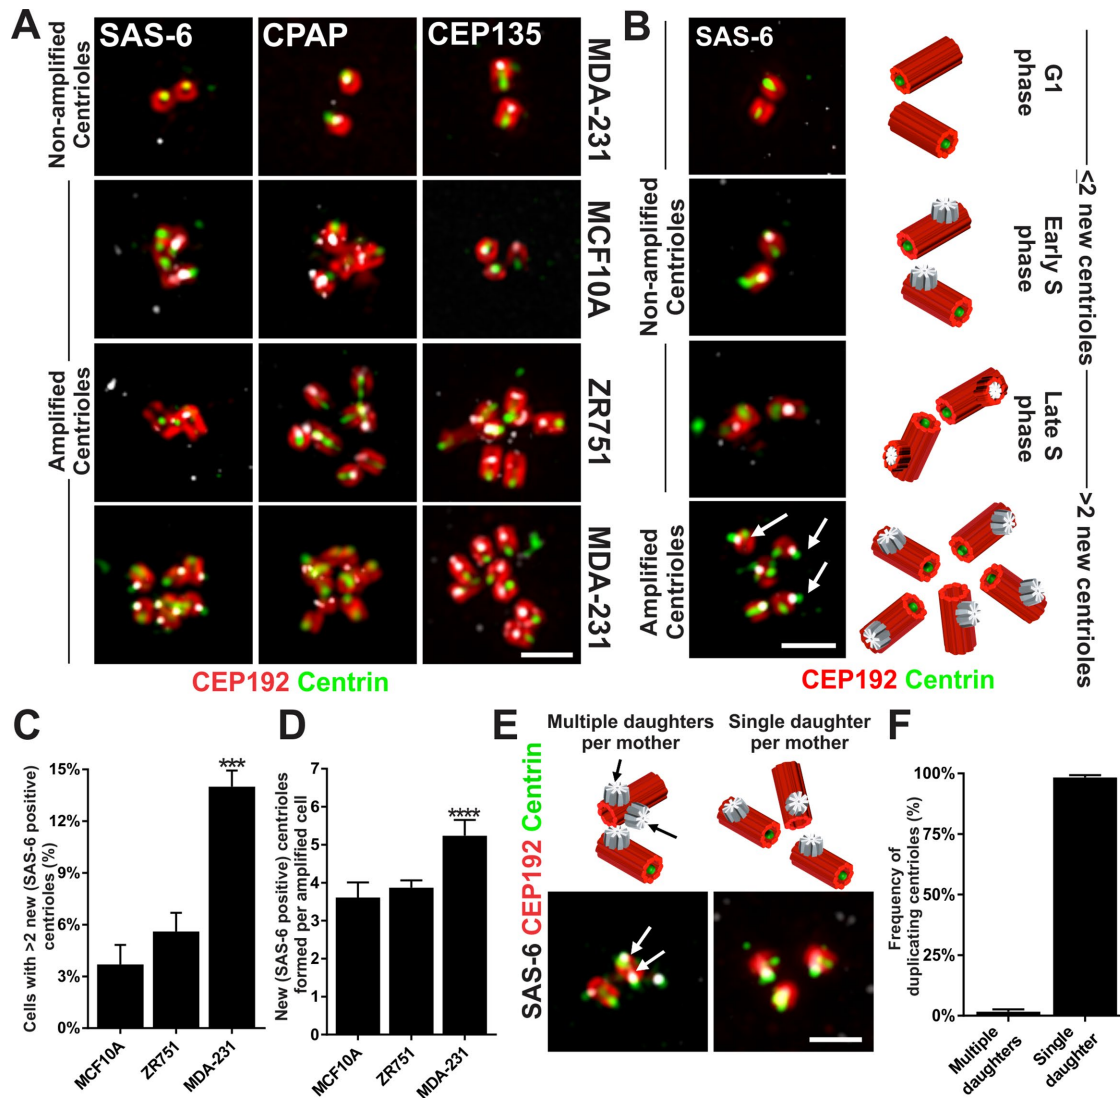 A
SAS-6
CPAP
CEP135
Non-amplified
Centrioles
Amplified
Centrioles
MDA-231
MCF10A
ZR751
MDA-231
CEP192 Centrin
B
SAS-6
Non-amplified
Centrioles
Amplified
Centrioles
G1
phase
Early S
phase
Late S
phase
≤2 new centrioles
>2 new centrioles
CEP192 Centrin
C
Cells with >2 new (SAS-6 positive)
centrioles (%)
15%
12%
9%
6%
3%
0%
***
MCF10A
ZR751
MDA-231
D
New (SAS-6 positive) centrioles
formed per amplified cell
7
6
5
4
3
2
1
0
****
MCF10A
ZR751
MDA-231
E
Multiple daughters
per mother
Single daughter
per mother
SAS-6 CEP192 Centrin
F
Frequency of
duplicating centrioles (%)
100%
75%
50%
25%
0%
Multiple
daughters
Single
daughter